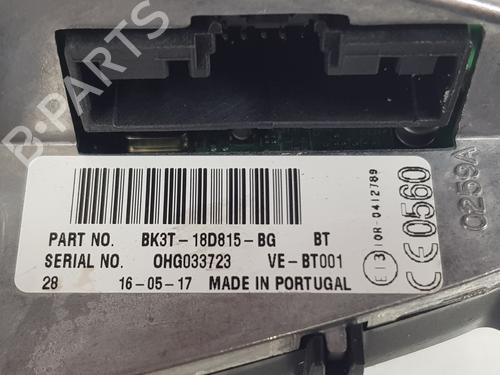 B-PARTS
PART NO. BK3T-18D815-BG BT
SERIAL NO. OHG033723 VE-BT001
28 16-05-17 MADE IN PORTUGAL
E13 10R-0412789
CE0560
0259A